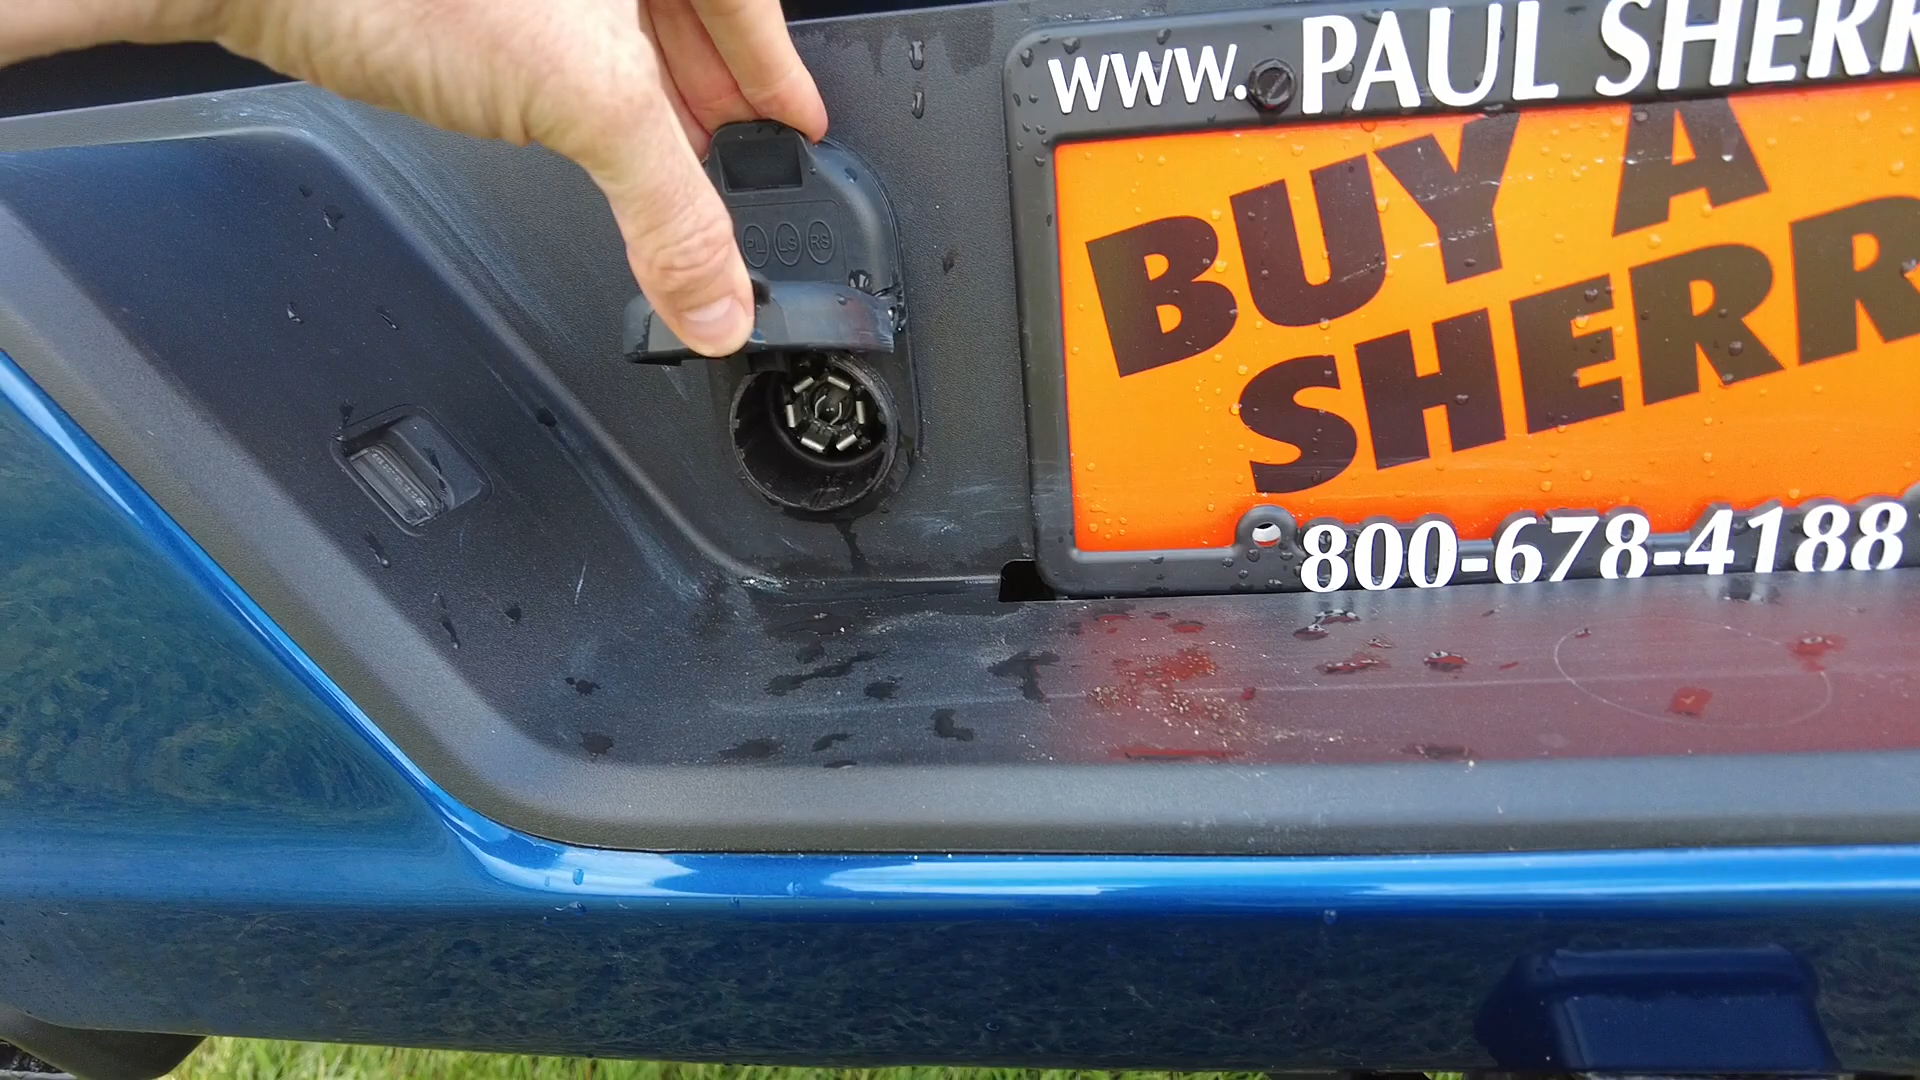 www. PAUL SHERR
BUY A
SHERR
800-678-4188
PL LS RS